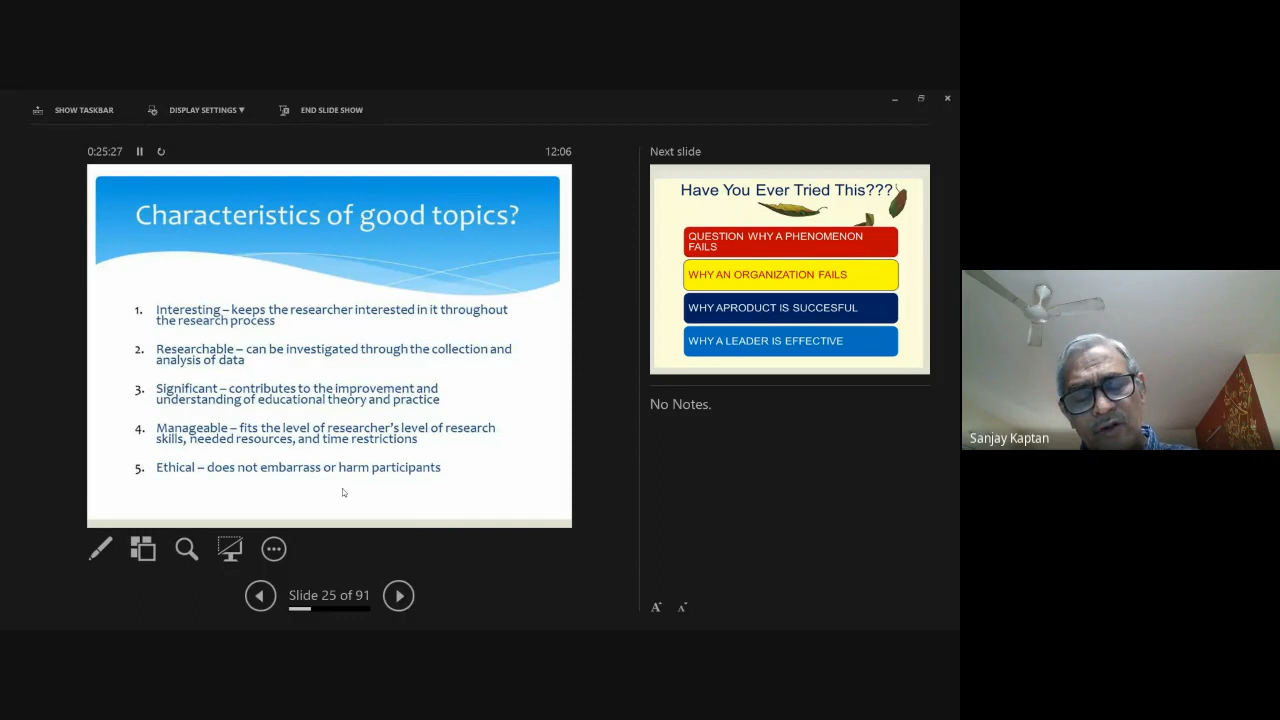 SHOW TASKBAR
DISPLAY SETTINGS ▼
END SLIDE SHOW
0:25:27
12:06
Next slide
Characteristics of good topics?
1. Interesting – keeps the researcher interested in it throughout
the research process
2. Researchable – can be investigated through the collection and
analysis of data
3. Significant – contributes to the improvement and
understanding of educational theory and practice
4. Manageable – fits the level of researcher's level of research
skills, needed resources, and time restrictions
5. Ethical – does not embarrass or harm participants
Slide 25 of 91
Have You Ever Tried This???
QUESTION WHY A PHENOMENON
FAILS
WHY AN ORGANIZATION FAILS
WHY APRODUCT IS SUCCESFUL
WHY A LEADER IS EFFECTIVE
No Notes.
A A
Sanjay Kaptan